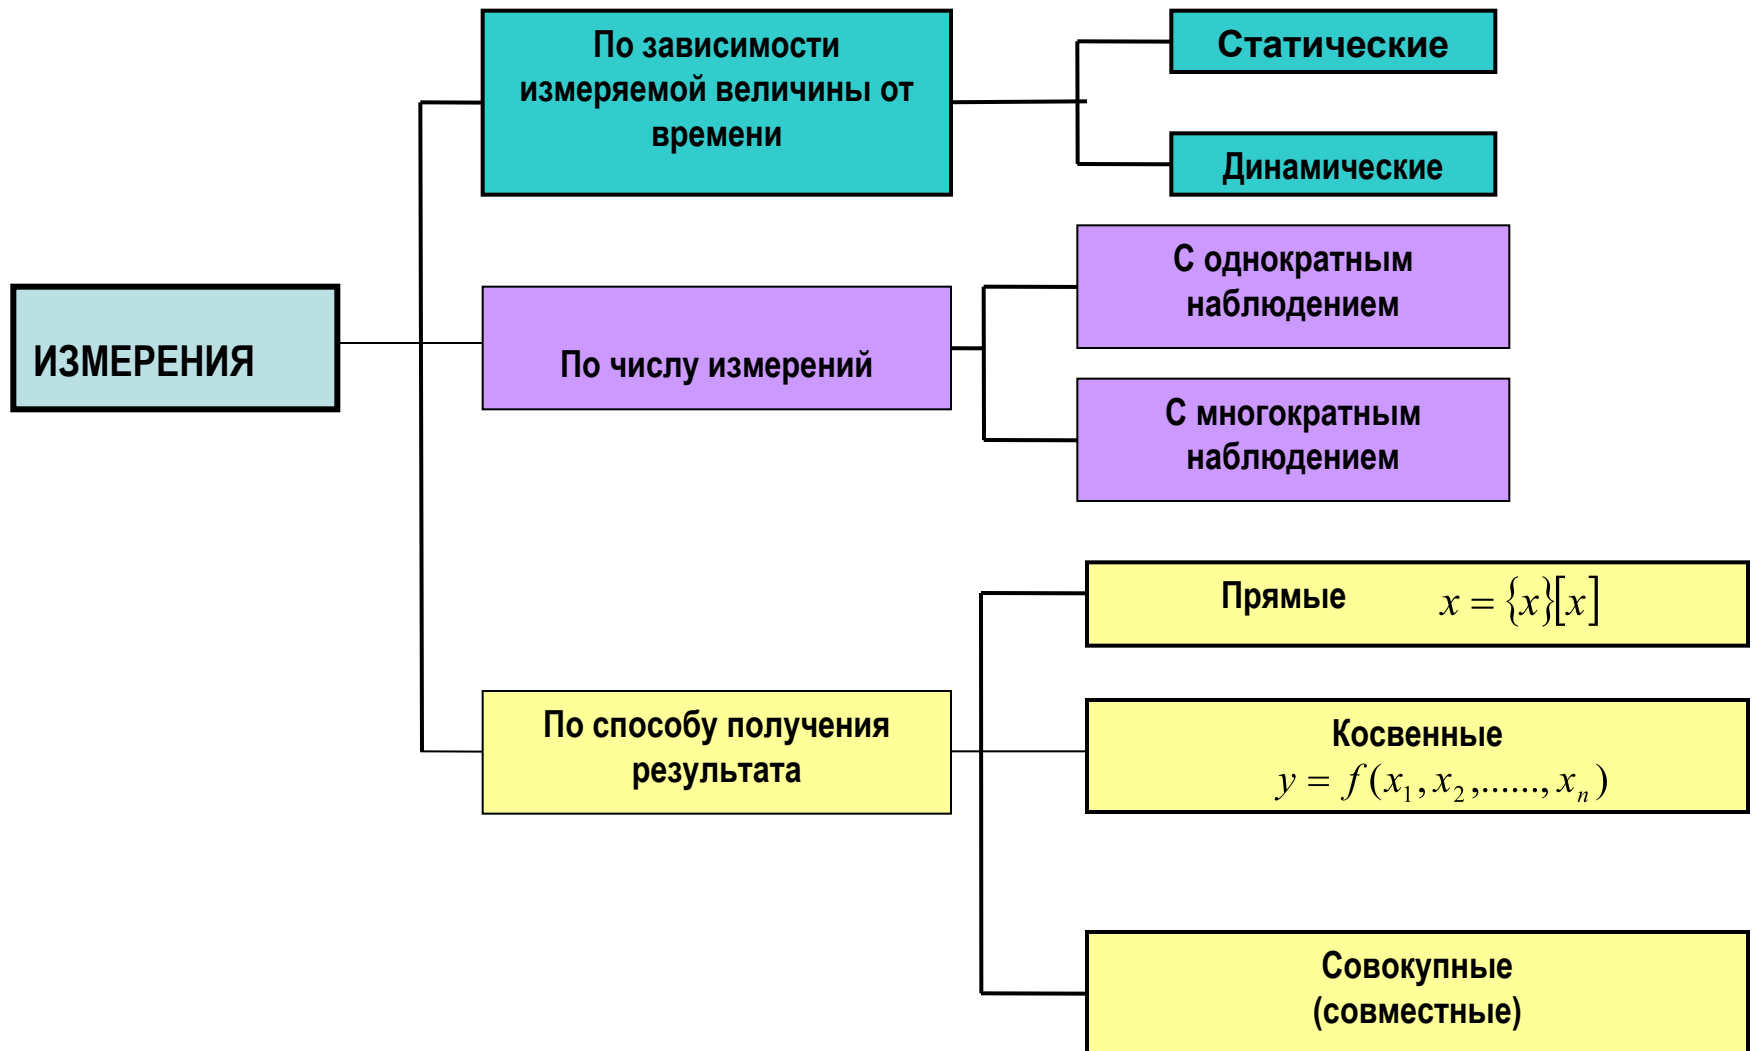 ИЗМЕРЕНИЯ
По зависимости
измеряемой величины от
времени
Статические
Динамические
По числу измерений
С однократным
наблюдением
С многократным
наблюдением
По способу получения
результата
Прямые x = {x}[x]
Косвенные
y = f(x₁, x₂,......, xₙ)
Совокупные
(совместные)